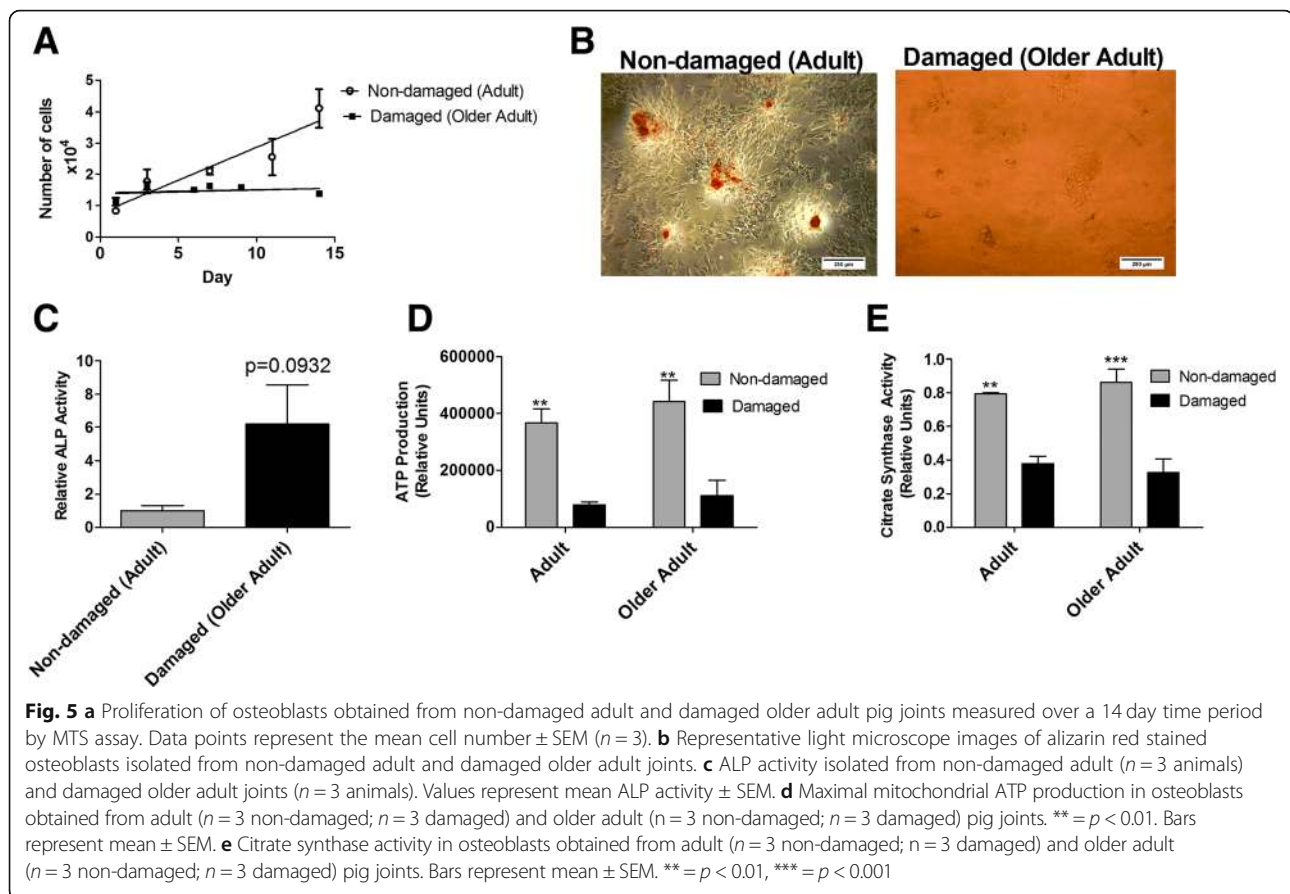 A
Number of cells
x10⁴
5
4
3
2
1
0
0 5 10 15
Day
Non-damaged (Adult)
Damaged (Older Adult)
B
Non-damaged (Adult)
Damaged (Older Adult)
250 µm
C
Relative ALP Activity
10
8
6
4
2
0
p=0.0932
Non-damaged (Adult)
Damaged (Older Adult)
D
ATP Production
(Relative Units)
600000
400000
200000
0
**
**
Non-damaged
Damaged
Adult
Older Adult
E
Citrate Synthase Activity
(Relative Units)
1.0
0.8
0.6
0.4
0.2
0.0
**
***
Non-damaged
Damaged
Adult
Older Adult
Fig. 5 a Proliferation of osteoblasts obtained from non-damaged adult and damaged older adult pig joints measured over a 14 day time period
by MTS assay. Data points represent the mean cell number ± SEM (n = 3). b Representative light microscope images of alizarin red stained
osteoblasts isolated from non-damaged adult and damaged older adult joints. c ALP activity isolated from non-damaged adult (n = 3 animals)
and damaged older adult joints (n = 3 animals). Values represent mean ALP activity ± SEM. d Maximal mitochondrial ATP production in osteoblasts
obtained from adult (n = 3 non-damaged; n = 3 damaged) and older adult (n = 3 non-damaged; n = 3 damaged) pig joints. ** = p < 0.01. Bars
represent mean ± SEM. e Citrate synthase activity in osteoblasts obtained from adult (n = 3 non-damaged; n = 3 damaged) and older adult
(n = 3 non-damaged; n = 3 damaged) pig joints. Bars represent mean ± SEM. ** = p < 0.01, *** = p < 0.001